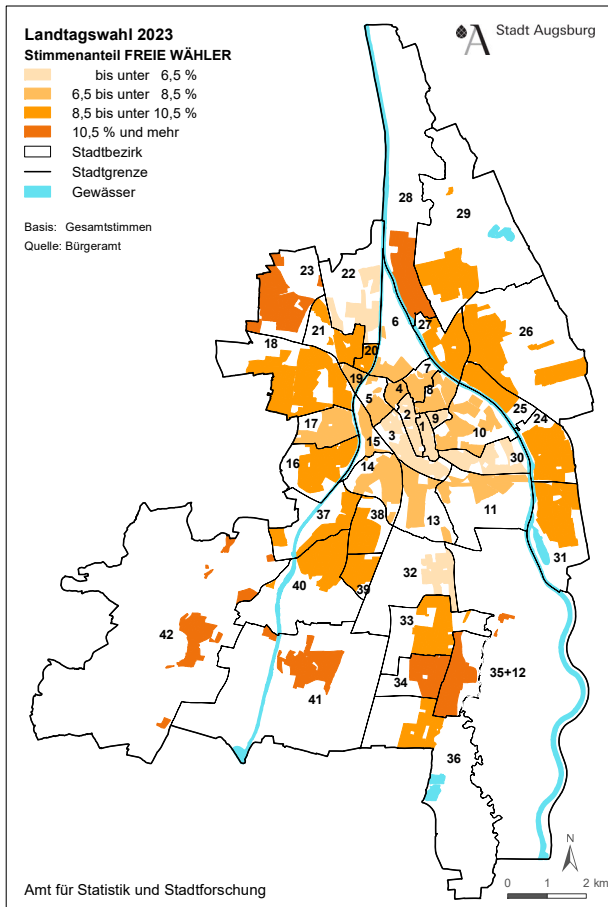 Landtagswahl 2023
Stimmenanteil FREIE WÄHLER
bis unter 6,5 %
6,5 bis unter 8,5 %
8,5 bis unter 10,5 %
10,5 % und mehr
Stadtbezirk
Stadtgrenze
Gewässer
Basis: Gesamtstimmen
Quelle: Bürgeramt
Stadt Augsburg
28
29
23
22
21
6
27
26
18
20
19
7
4
8
5
2
25
24
17
9
1
3
10
15
30
16
14
37
38
13
11
31
32
40
39
33
42
34
35+12
41
36
N
0 1 2 km
Amt für Statistik und Stadtforschung